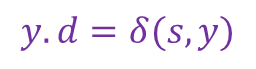 y.d = δ(s,y)